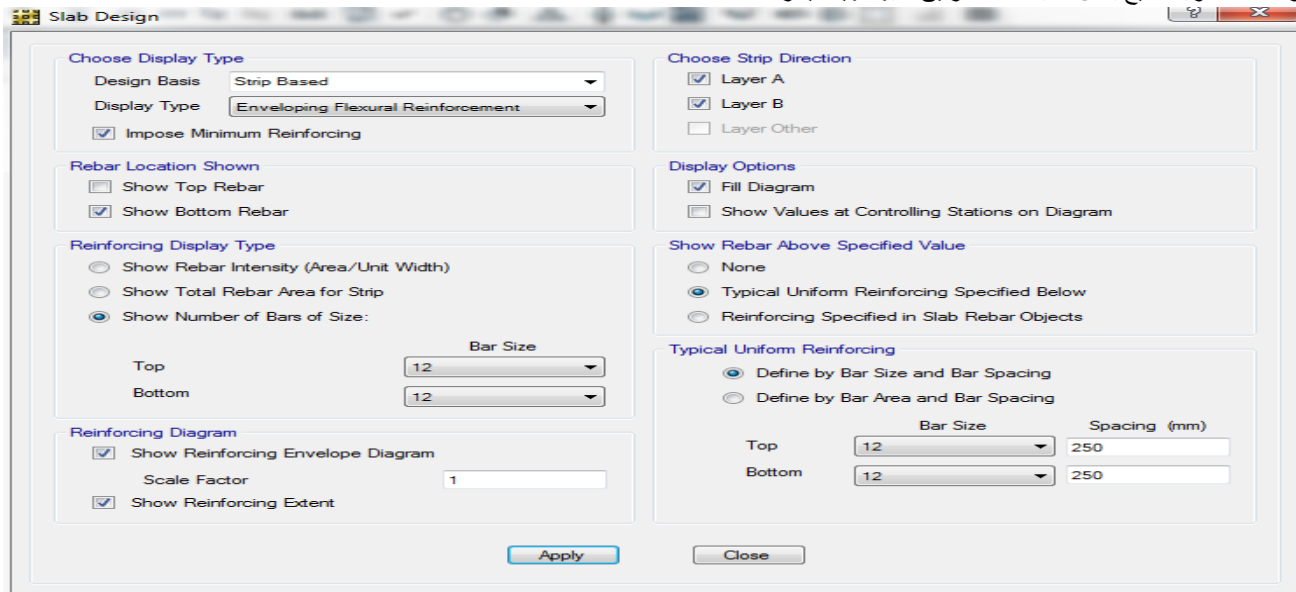 Slab Design
Choose Display Type
Design Basis Strip Based
Display Type Enveloping Flexural Reinforcement
Impose Minimum Reinforcing
Rebar Location Shown
Show Top Rebar
Show Bottom Rebar
Reinforcing Display Type
Show Rebar Intensity (Area/Unit Width)
Show Total Rebar Area for Strip
Show Number of Bars of Size:
Bar Size
Top 12
Bottom 12
Reinforcing Diagram
Show Reinforcing Envelope Diagram
Scale Factor 1
Show Reinforcing Extent
Choose Strip Direction
Layer A
Layer B
Layer Other
Display Options
Fill Diagram
Show Values at Controlling Stations on Diagram
Show Rebar Above Specified Value
None
Typical Uniform Reinforcing Specified Below
Reinforcing Specified in Slab Rebar Objects
Typical Uniform Reinforcing
Define by Bar Size and Bar Spacing
Define by Bar Area and Bar Spacing
Bar Size Spacing (mm)
Top 12 250
Bottom 12 250
Apply Close